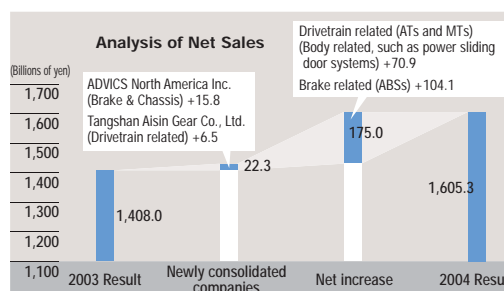 Analysis of Net Sales
(Billions of yen)
1,700
1,600
1,500
1,400
1,300
1,200
1,100
ADVICS North America Inc.
(Brake & Chassis) +15.8
Tangshan Aisin Gear Co., Ltd.
(Drivetrain related) +6.5
Drivetrain related (ATs and MTs)
(Body related, such as power sliding
door systems) +70.9
Brake related (ABSs) +104.1
1,408.0
22.3
175.0
1,605.3
2003 Result
Newly consolidated
companies
Net increase
2004 Resu